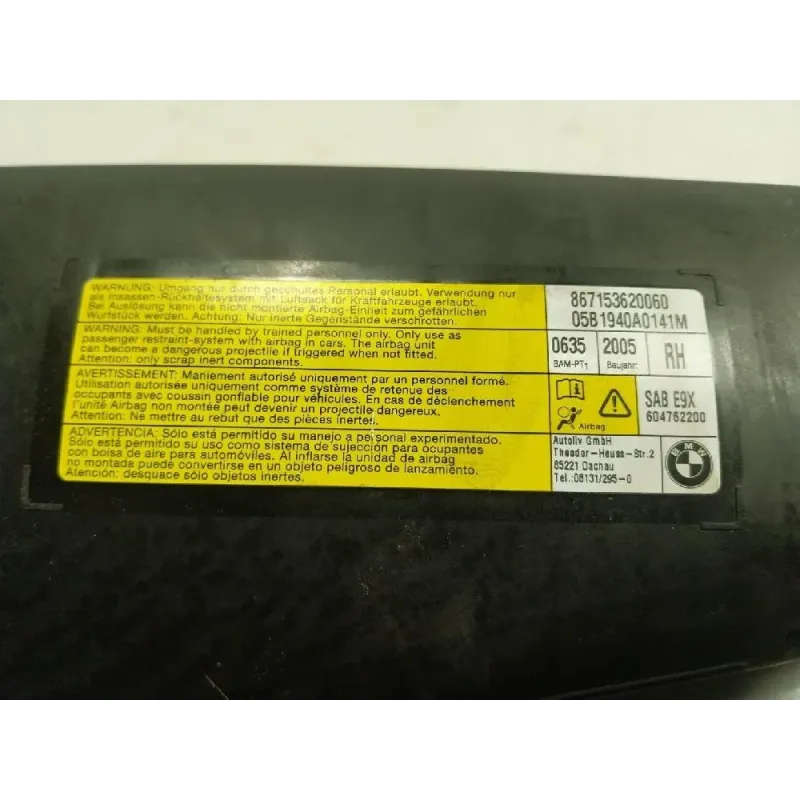 WARNUNG: Umgang nur durch geschultes Personal erlaubt. Verwendung nur
als Insassen-Rückhaltesystem mit Luftsack für Kraftfahrzeuge erlaubt.
Bei Auslösung kann die nicht montierte Airbag-Einheit zum gefährlichen
Wurfstück werden. Achtung: Nur inerte Gegenstände verschrotten.
WARNING: Must be handled by trained personnel only. Only use as
passenger restraint-system with airbag in cars. The airbag unit
can become a dangerous projectile if triggered when not fitted.
Attention: only scrap inert components.
AVERTISSEMENT: Maniement autorisé uniquement par un personnel formé.
Utilisation autorisée uniquement comme système de retenue des
occupants avec coussin gonflable pour véhicules. En cas de déclenchement
l'unité Airbag non montée peut devenir un projectile dangereux.
Attention: Ne mettre au rebut que des pièces inertes.
ADVERTENCIA: Sólo está permitido su manejo a personal experimentado.
Sólo está permitido su uso como sistema de sujección para ocupantes
con bolsa de aire para automóviles. Al inflarse la unidad de airbag
no montada puede convertirse en un objeto peligroso de lanzamiento.
Atención: desguace sólo objetos inertes.
867153620060
05B1940A0141M
0635 2005 RH
BAM-PT1 Baujahr:
Airbag
SAB E9X
604762200
Autoliv GmbH
Theodor-Heuss-Str.2
85221 Dachau
Tel.:08131/295-0
BMW